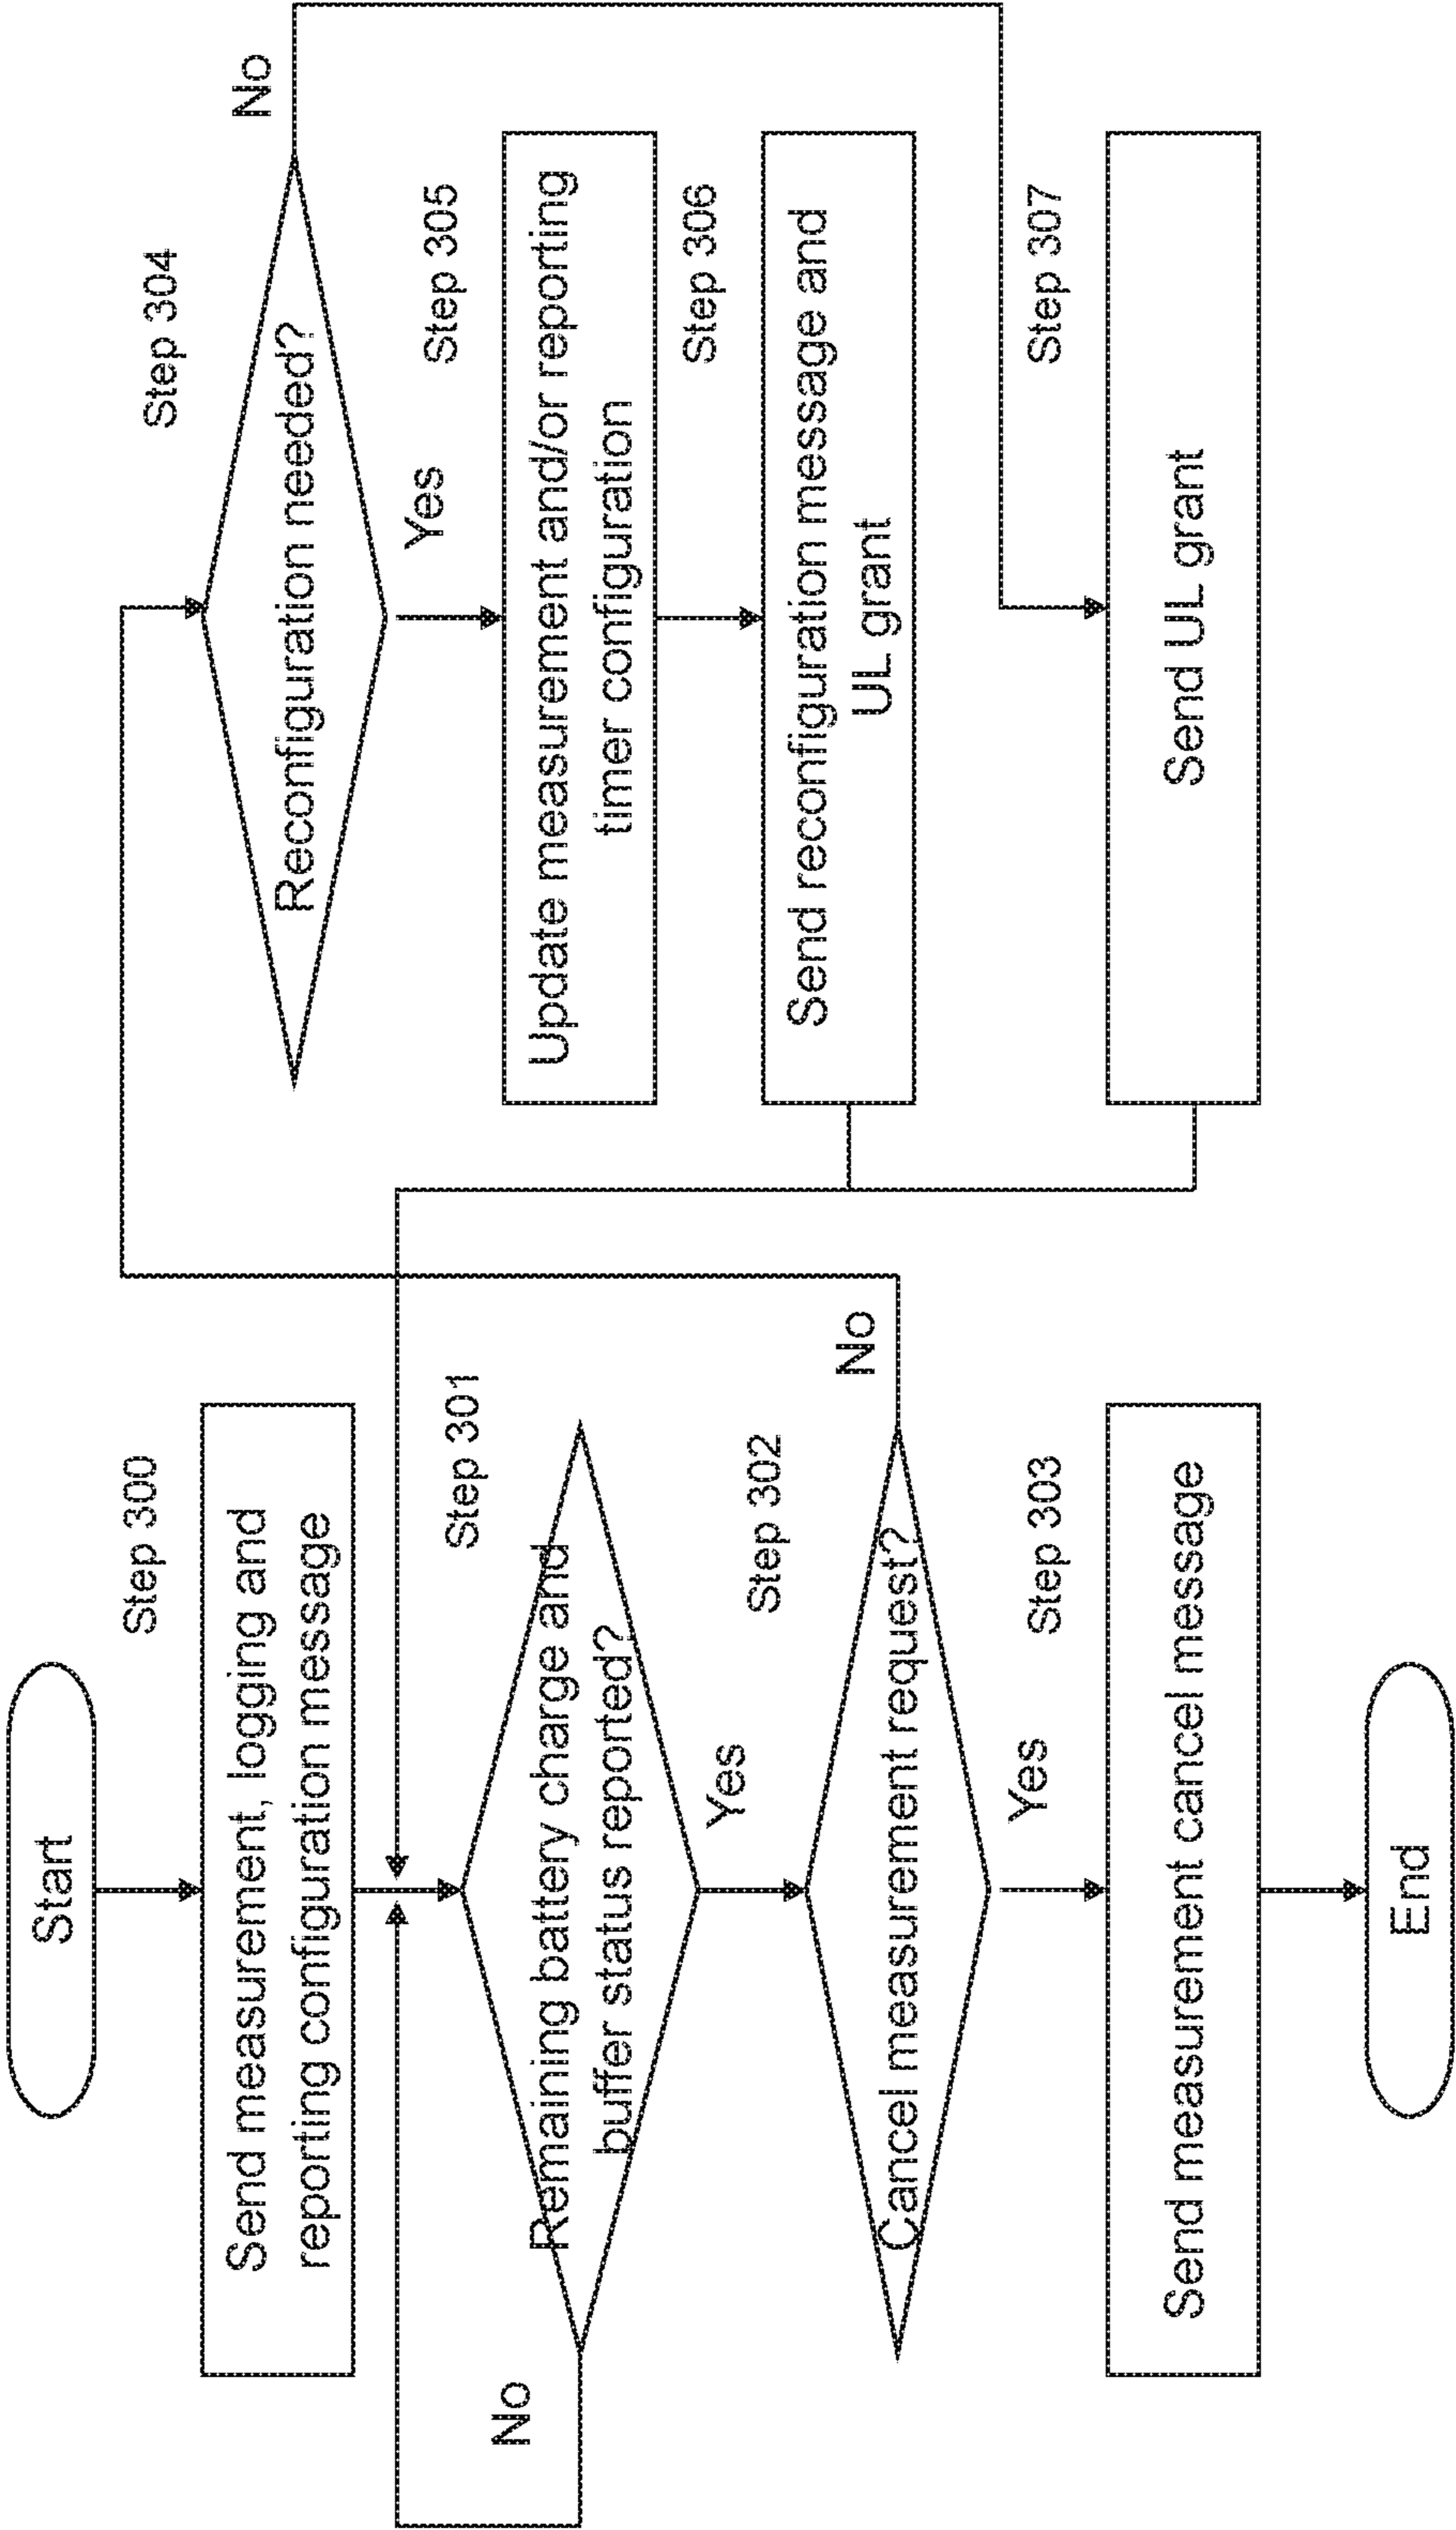 Start
Step 300
Send measurement, logging and
reporting configuration message
Step 301
Remaining battery charge and
buffer status reported?
No
Yes
Step 302
Cancel measurement request?
No
Yes
Step 303
Send measurement cancel message
End
Step 304
Reconfiguration needed?
No
Yes
Step 305
Update measurement and/or reporting
timer configuration
Step 306
Send reconfiguration message and
UL grant
Step 307
Send UL grant